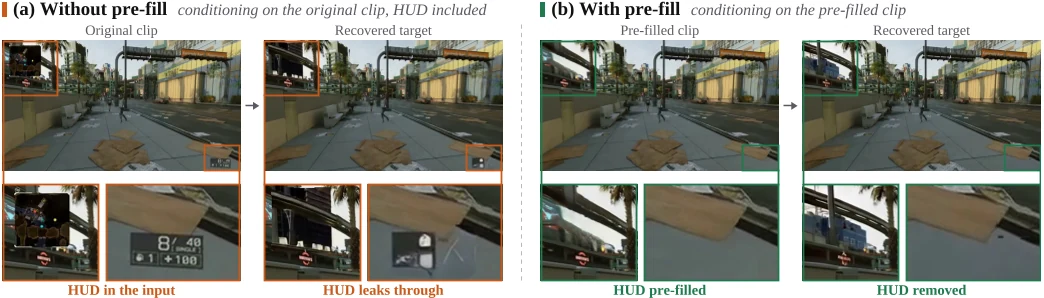 (a) Without pre-fill conditioning on the original clip, HUD included
Original clip
Recovered target
8/ 40
SINGLE
1 +100
HUD in the input
HUD leaks through
(b) With pre-fill conditioning on the pre-filled clip
Pre-filled clip
Recovered target
HUD pre-filled
HUD removed